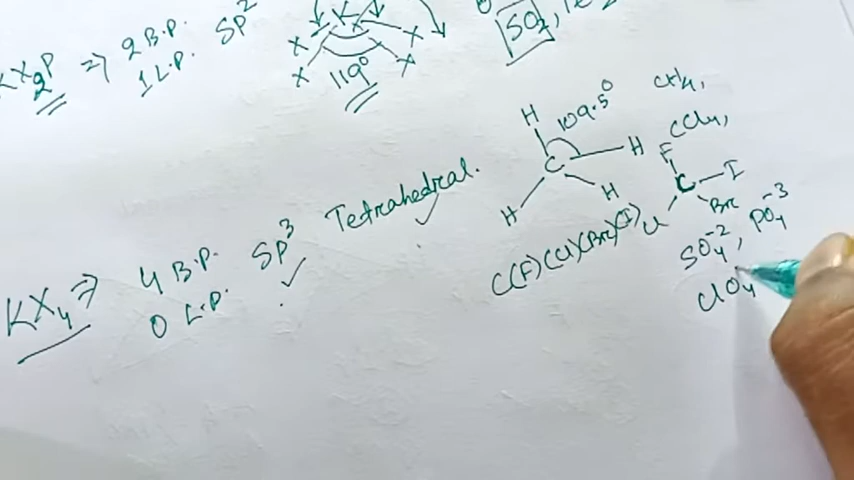 KX2P ⇒ 2 B.P. SP²
1 L.P.
K
X X
X X
119°
SO2,
H
109.5°
C H
H H
CH4,
CCl4,
F
C I
Cl Br
C(F)(Cl)(Br)(I)
SO4⁻², PO4⁻³
ClO4
KX4 ⇒ 4 B.P. SP³ Tetrahedral.
0 L.P.